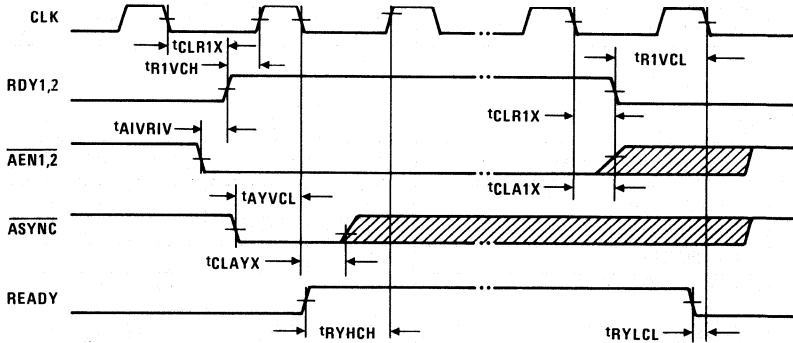 CLK
tCLR1X
tR1VCH
tR1VCL
RDY1,2
tCLR1X
tAIVRIV
AEN1,2
tCLA1X
tAYVCL
ASYNC
tCLAYX
READY
tRYHCH
tRYLCL